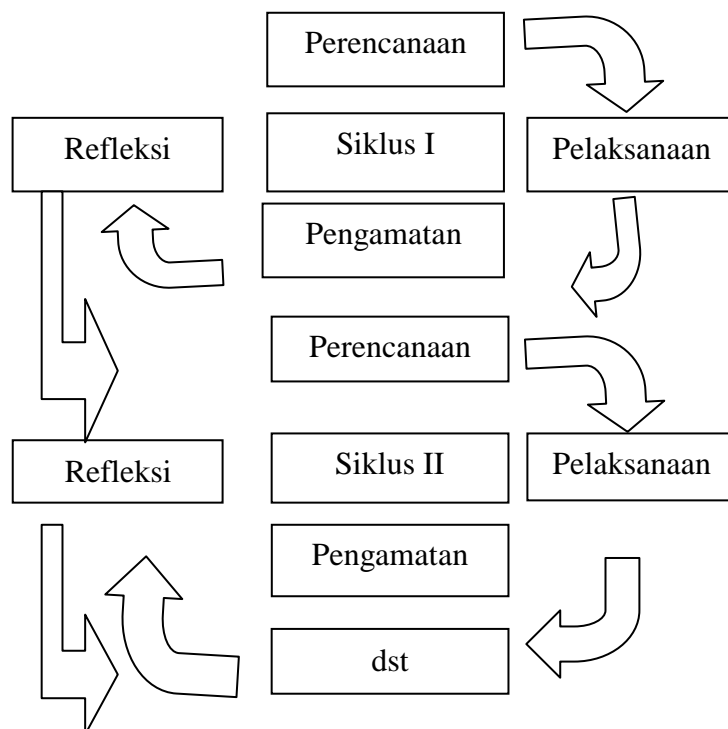 Perencanaan
Refleksi
Siklus I
Pelaksanaan
Pengamatan
Perencanaan
Refleksi
Siklus II
Pelaksanaan
Pengamatan
dst